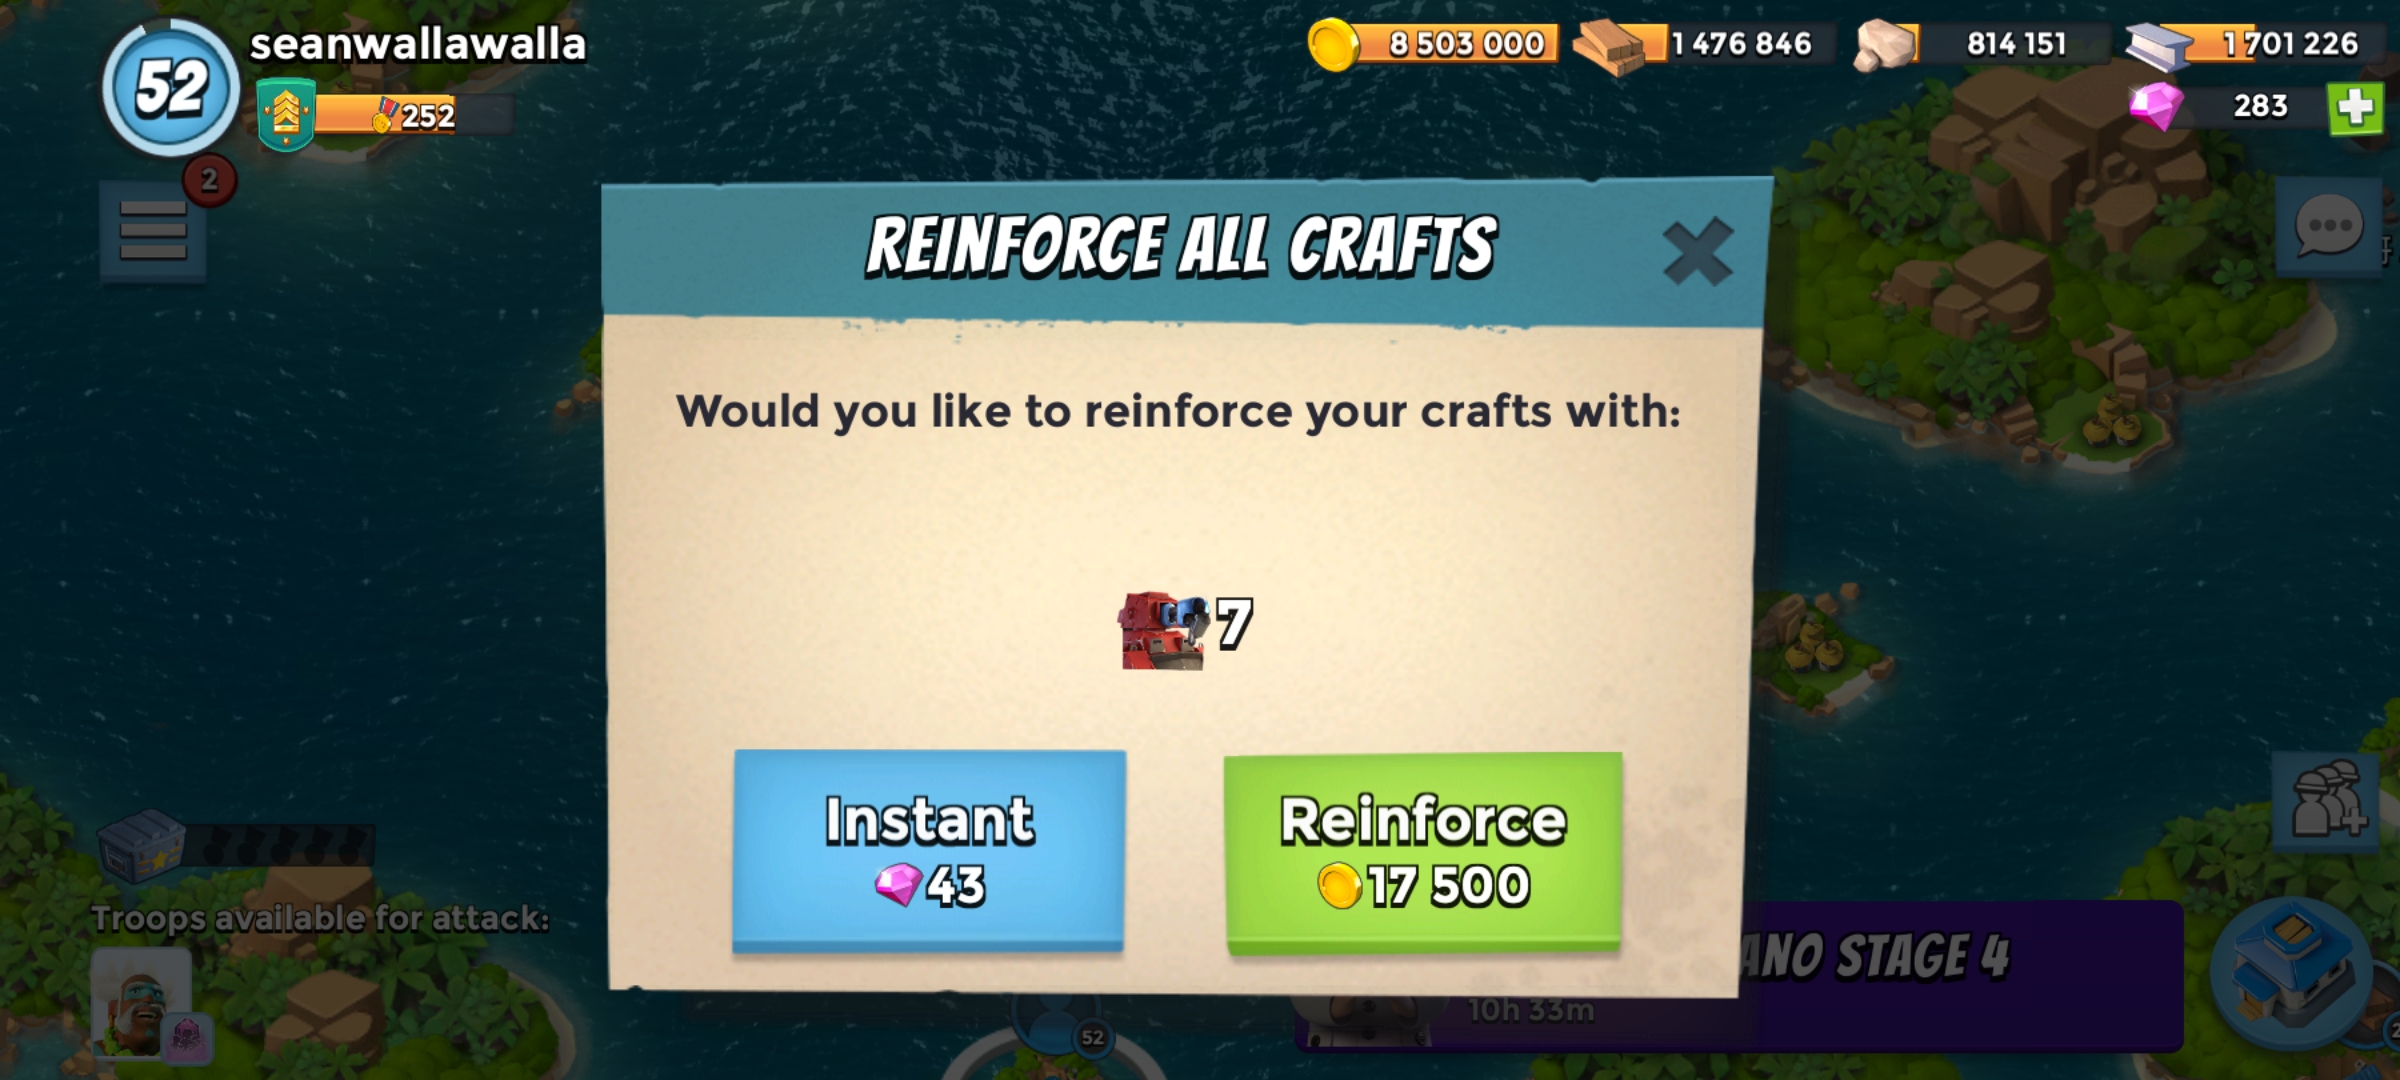 52
seanwallawalla
252
2
8 503 000
1 476 846
814 151
1 701 226
283
REINFORCE ALL CRAFTS
Would you like to reinforce your crafts with:
7
Instant
43
Reinforce
17 500
Troops available for attack:
ANO STAGE 4
10h 33m
52